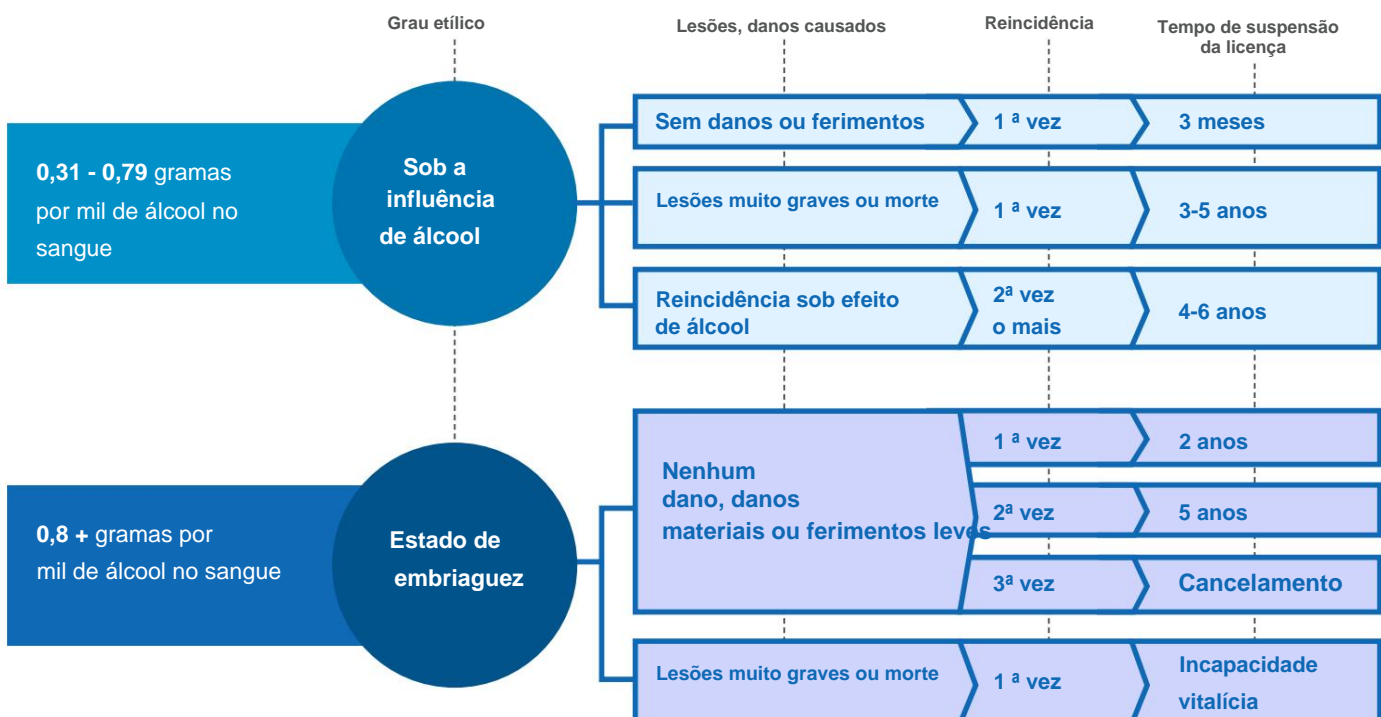 Grau etílico
Lesões, danos causados
Reincidência
Tempo de suspensão
da licença
0,31 - 0,79 gramas
por mil de álcool no
sangue
Sob a
influência
de álcool
Sem danos ou ferimentos
1 ª vez
3 meses
Lesões muito graves ou morte
1 ª vez
3-5 anos
Reincidência sob efeito
de álcool
2ª vez
o mais
4-6 anos
0,8 + gramas por
mil de álcool no sangue
Estado de
embriaguez
Nenhum
dano, danos
materiais ou ferimentos leves
1 ª vez
2 anos
2ª vez
5 anos
3ª vez
Cancelamento
Lesões muito graves ou morte
1 ª vez
Incapacidade
vitalícia